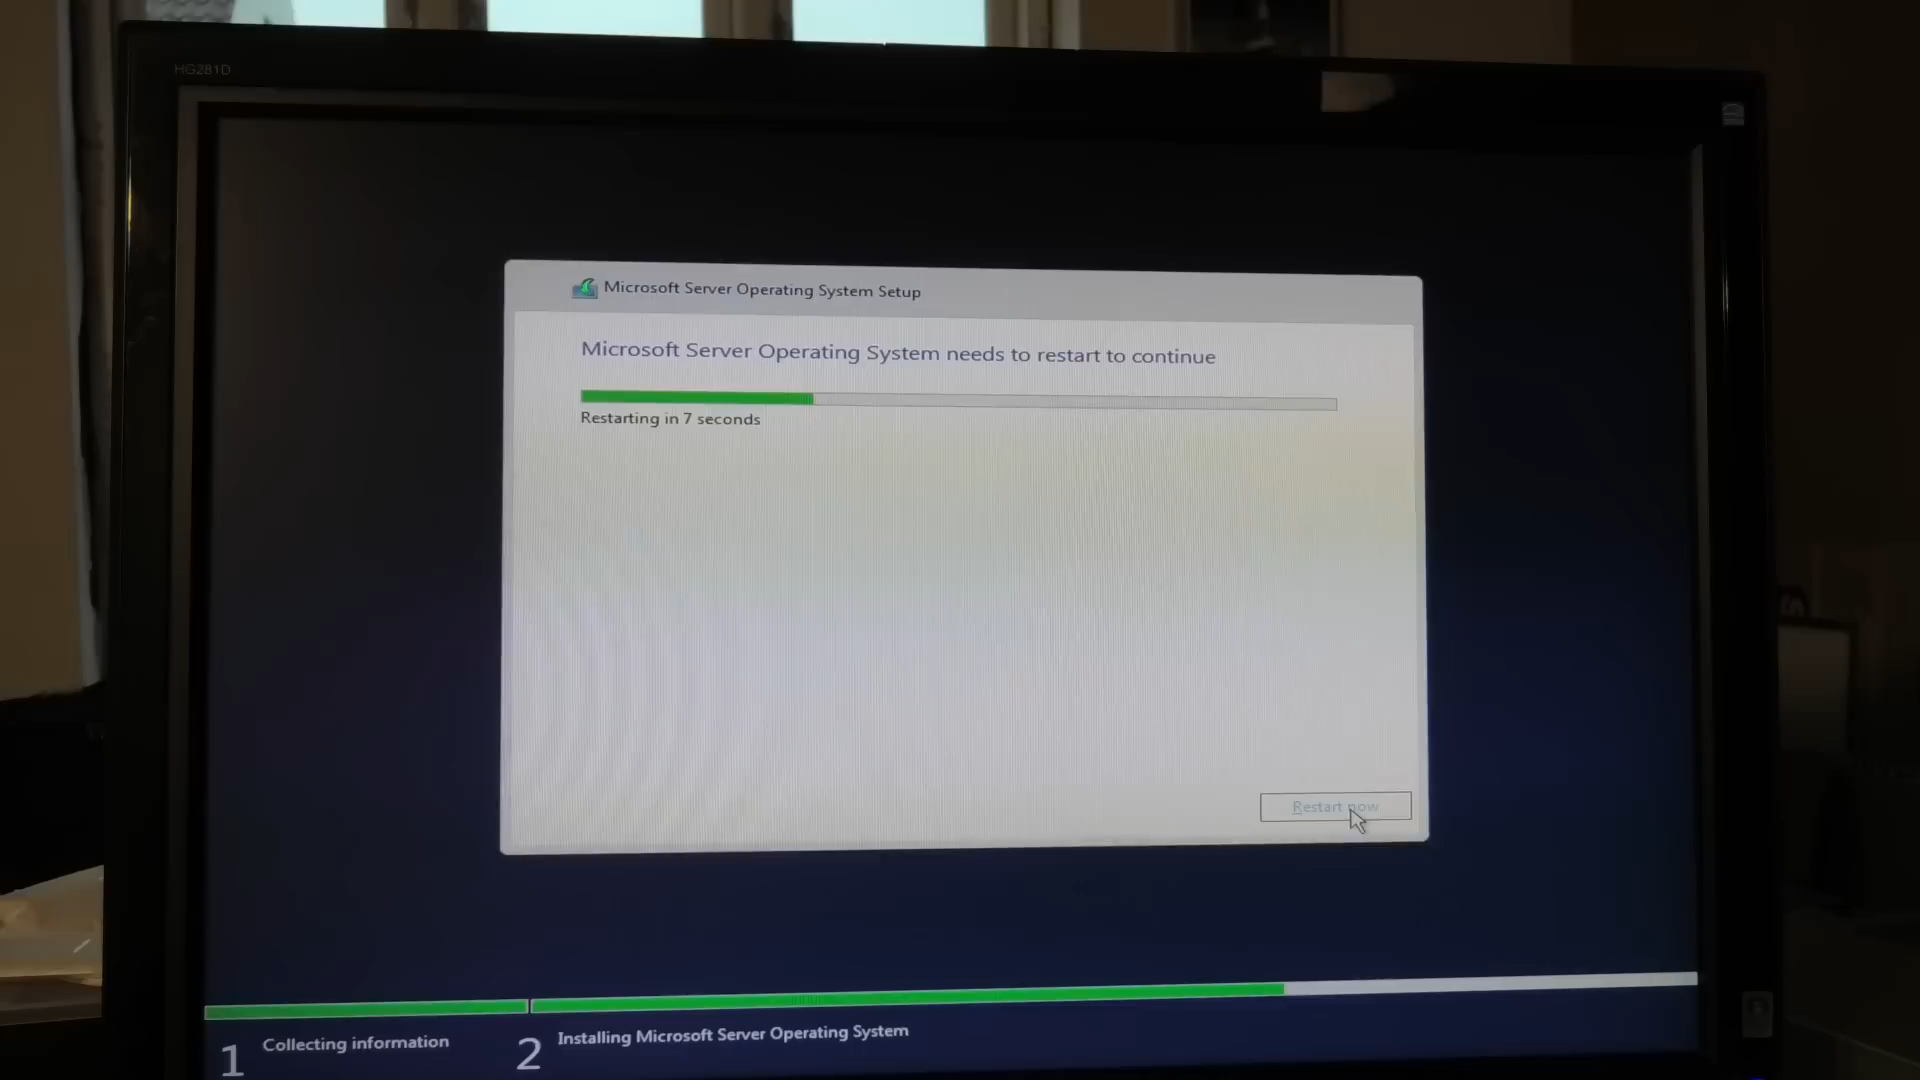 HG281D
Microsoft Server Operating System Setup
Microsoft Server Operating System needs to restart to continue
Restarting in 7 seconds
Restart now
1 Collecting information
2 Installing Microsoft Server Operating System